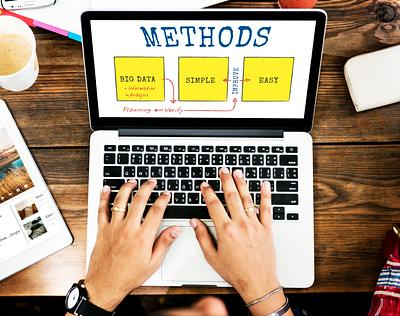 METHODS
BIG DATA
- Information
- Analysis
SIMPLE
IMPROVE
EASY
Planning
Verify